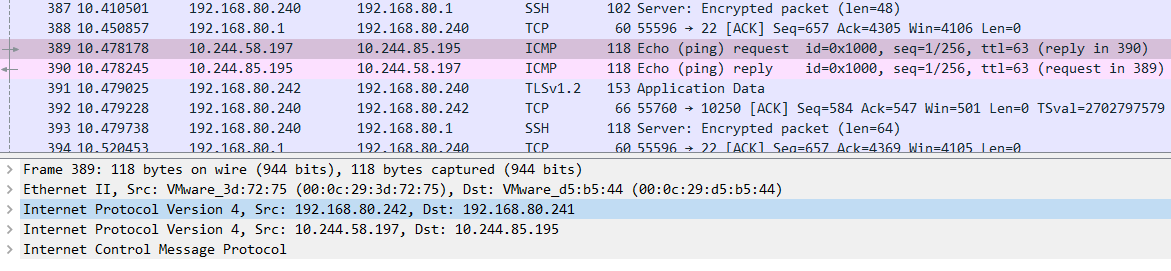 387 10.410501 192.168.80.240 192.168.80.1 SSH 102 Server: Encrypted packet (len=48)
388 10.450857 192.168.80.1 192.168.80.240 TCP 60 55596 → 22 [ACK] Seq=657 Ack=4305 Win=4106 Len=0
389 10.478178 10.244.58.197 10.244.85.195 ICMP 118 Echo (ping) request id=0x1000, seq=1/256, ttl=63 (reply in 390)
390 10.478245 10.244.85.195 10.244.58.197 ICMP 118 Echo (ping) reply id=0x1000, seq=1/256, ttl=63 (request in 389)
391 10.479025 192.168.80.242 192.168.80.240 TLSv1.2 153 Application Data
392 10.479228 192.168.80.240 192.168.80.242 TCP 66 55760 → 10250 [ACK] Seq=584 Ack=547 Win=501 Len=0 TSval=2702797579
393 10.479738 192.168.80.240 192.168.80.1 SSH 118 Server: Encrypted packet (len=64)
394 10.520453 192.168.80.1 192.168.80.240 TCP 60 55596 → 22 [ACK] Seq=657 Ack=4369 Win=4105 Len=0
Frame 389: 118 bytes on wire (944 bits), 118 bytes captured (944 bits)
Ethernet II, Src: VMware_3d:72:75 (00:0c:29:3d:72:75), Dst: VMware_d5:b5:44 (00:0c:29:d5:b5:44)
Internet Protocol Version 4, Src: 192.168.80.242, Dst: 192.168.80.241
Internet Protocol Version 4, Src: 10.244.58.197, Dst: 10.244.85.195
Internet Control Message Protocol